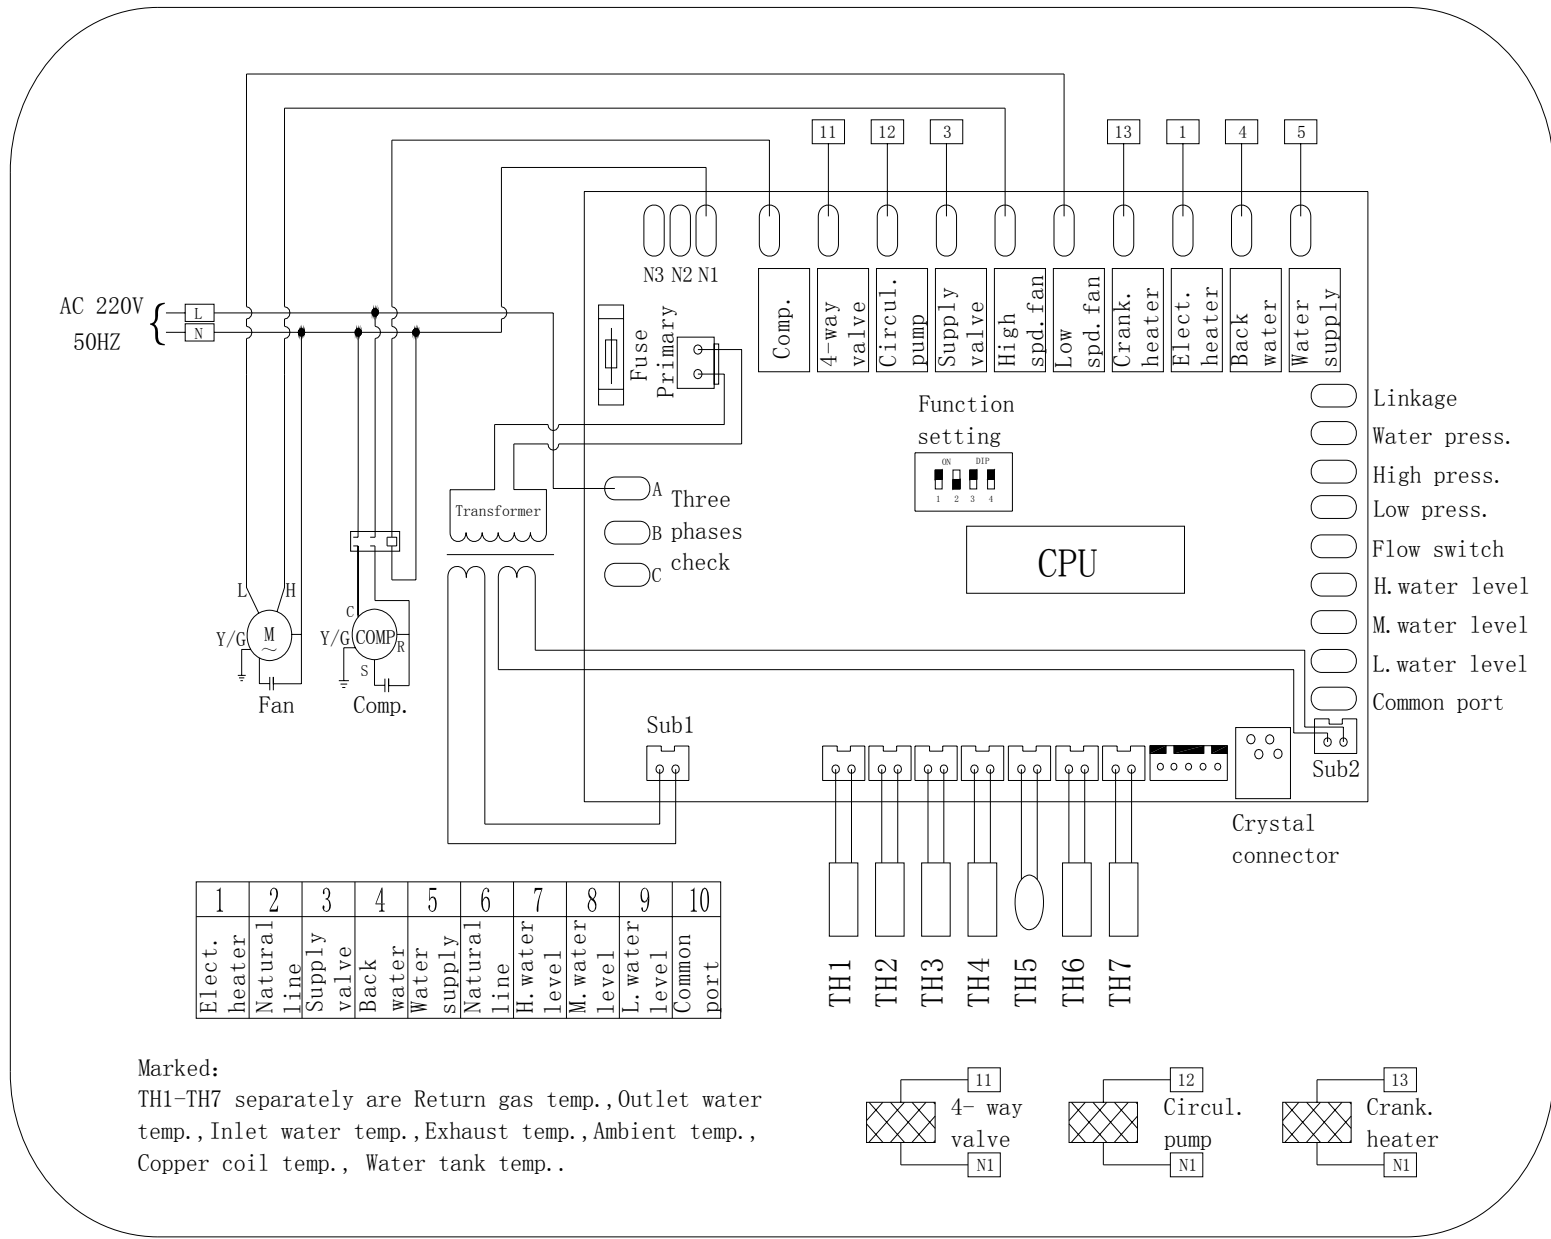 11
12
3
13
1
4
5
N3 N2 N1
Comp.
4-way
valve
Circul.
pump
Supply
valve
High
spd.fan
Low
spd.fan
Crank.
heater
Elect.
heater
Back
water
Water
supply
AC 220V
50HZ
L
N
Fuse
Primary
Function
setting
ON DIP
1 2 3 4
CPU
Linkage
Water press.
High press.
Low press.
Flow switch
H.water level
M.water level
L.water level
Common port
Transformer
A
B
C
Three
phases
check
L
H
Y/G
M
~
Fan
C
Y/G
COMP
R
S
Comp.
Sub1
Sub2
Crystal
connector
TH1
TH2
TH3
TH4
TH5
TH6
TH7
1 2 3 4 5 6 7 8 9 10
Elect.
heater
Natural
line
Supply
valve
Back
water
Water
supply
Natural
line
H.water
level
M.water
level
L.water
level
Common
port
Marked:
TH1-TH7 separately are Return gas temp.,Outlet water
temp.,Inlet water temp.,Exhaust temp.,Ambient temp.,
Copper coil temp., Water tank temp..
11
4- way
valve
N1
12
Circul.
pump
N1
13
Crank.
heater
N1